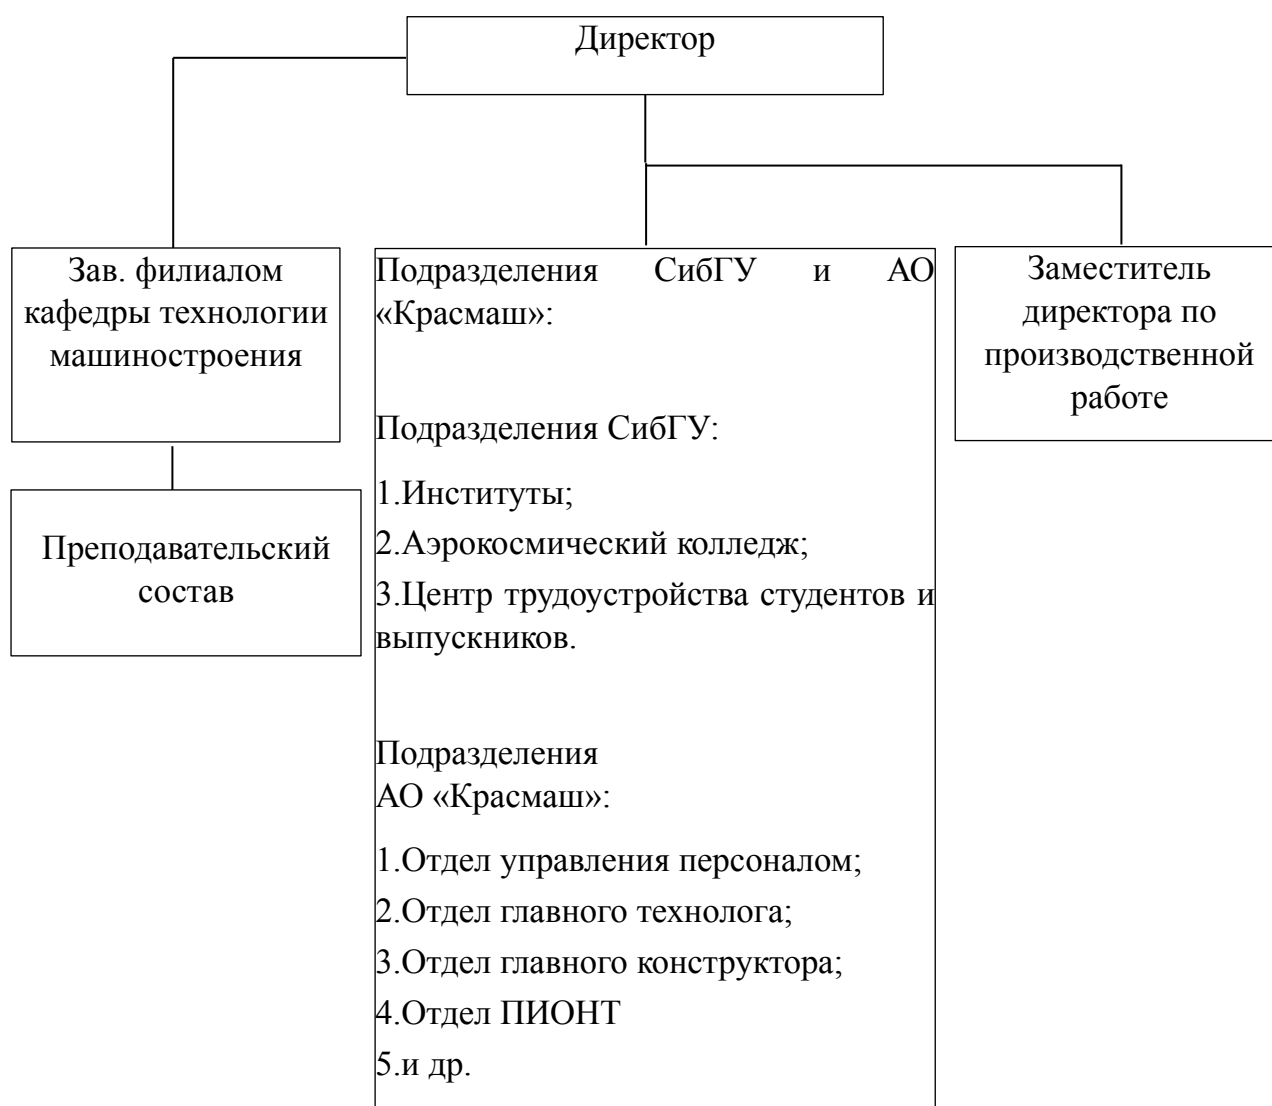 Директор
Зав. филиалом
кафедры технологии
машиностроения
Преподавательский
состав
Подразделения СибГУ и АО
«Красмаш»:
Подразделения СибГУ:
1.Институты;
2.Аэрокосмический колледж;
3.Центр трудоустройства студентов и
выпускников.
Подразделения
АО «Красмаш»:
1.Отдел управления персоналом;
2.Отдел главного технолога;
3.Отдел главного конструктора;
4.Отдел ПИОНТ
5.и др.
Заместитель
директора по
производственной
работе